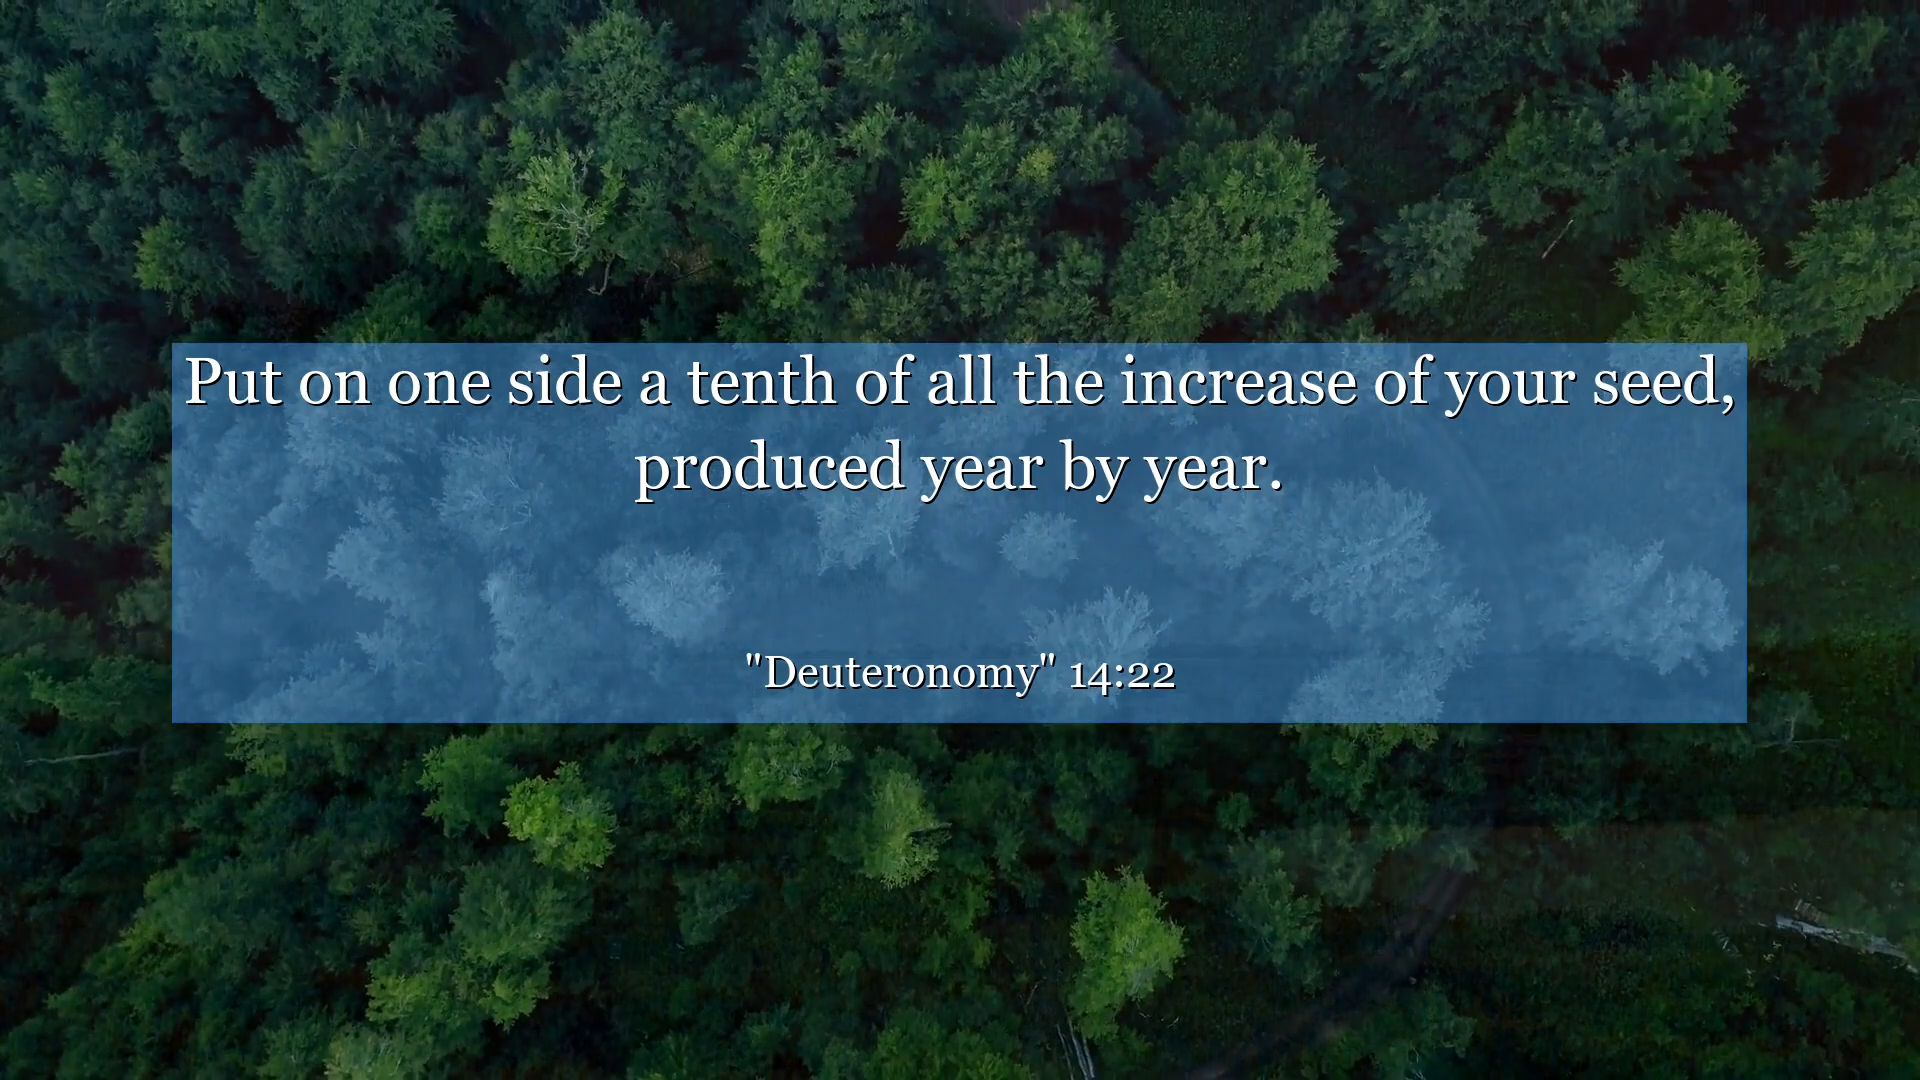 Put on one side a tenth of all the increase of your seed,
produced year by year.
"Deuteronomy" 14:22